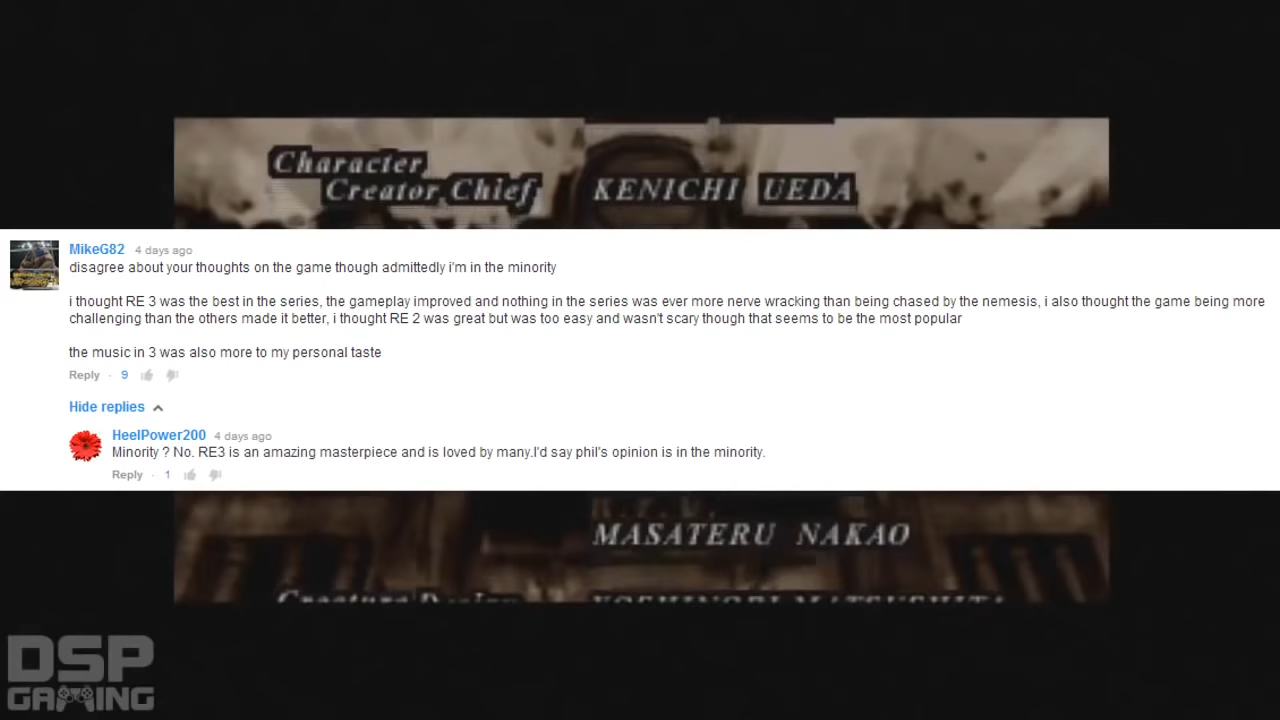 Character
Creator Chief KENICHI UEDA
MikeG82 4 days ago
disagree about your thoughts on the game though admittedly i'm in the minority
i thought RE 3 was the best in the series, the gameplay improved and nothing in the series was ever more nerve wracking than being chased by the nemesis, i also thought the game being more
challenging than the others made it better, i thought RE 2 was great but was too easy and wasn't scary though that seems to be the most popular
the music in 3 was also more to my personal taste
Reply · 9
Hide replies
HeelPower200 4 days ago
Minority ? No. RE3 is an amazing masterpiece and is loved by many.I'd say phil's opinion is in the minority.
Reply · 1
MASATERU NAKAO
Creature Design YOSHINORI MATSUSHITA
DSP
GAMING